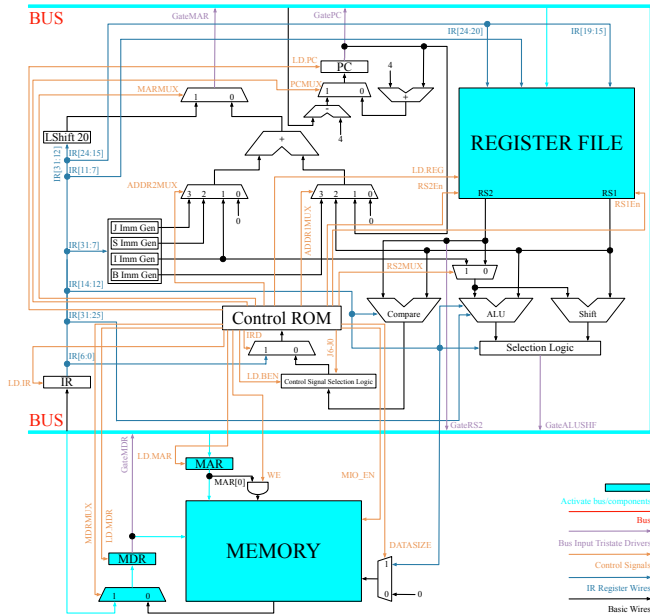 BUS
GateMAR
GatePC
IR[24:20]
IR[19:15]
LD.PC
PC
4
MARMUX
PCMUX
1 0
1 0
+
-
4
LShift 20
+
REGISTER FILE
IR[31:12]
IR[24:15]
IR[11:7]
LD.REG
RS2En
RS2
RS1
RS1En
ADDR2MUX
3 2 1 0
ADDR1MUX
3 2 1 0
0
0
J Imm Gen
S Imm Gen
I Imm Gen
B Imm Gen
IR[31:7]
RS2MUX
1 0
IR[14:12]
Control ROM
Compare
ALU
Shift
IR[31:25]
IRD
1 0
J6-J0
Selection Logic
IR[6:0]
LD.IR
IR
LD.BEN
Control Signal Selection Logic
BUS
GateMDR
GateRS2
GateALUSHF
LD.MAR
MAR
MAR[0]
WE
MIO_EN
MDRMUX
LD.MDR
MDR
MEMORY
DATASIZE
1
0
0
1 0
Activate bus/components
Bus
Bus Input Tristate Drivers
Control Signals
IR Register Wires
Basic Wires